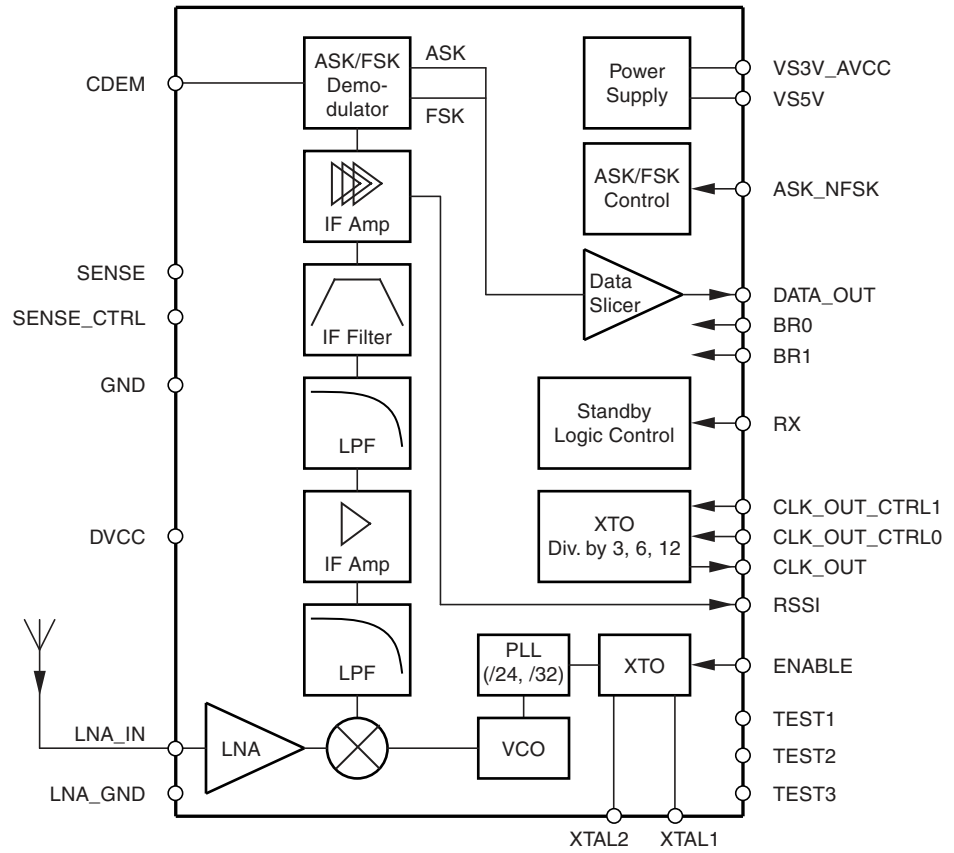 CDEM
SENSE
SENSE_CTRL
GND
DVCC
LNA_IN
LNA_GND
ASK/FSK
Demo-
dulator
ASK
FSK
IF Amp
IF Filter
LPF
IF Amp
LPF
LNA
PLL
(/24, /32)
VCO
XTO
Power
Supply
ASK/FSK
Control
Data
Slicer
Standby
Logic Control
XTO
Div. by 3, 6, 12
VS3V_AVCC
VS5V
ASK_NFSK
DATA_OUT
BR0
BR1
RX
CLK_OUT_CTRL1
CLK_OUT_CTRL0
CLK_OUT
RSSI
ENABLE
TEST1
TEST2
TEST3
XTAL2
XTAL1